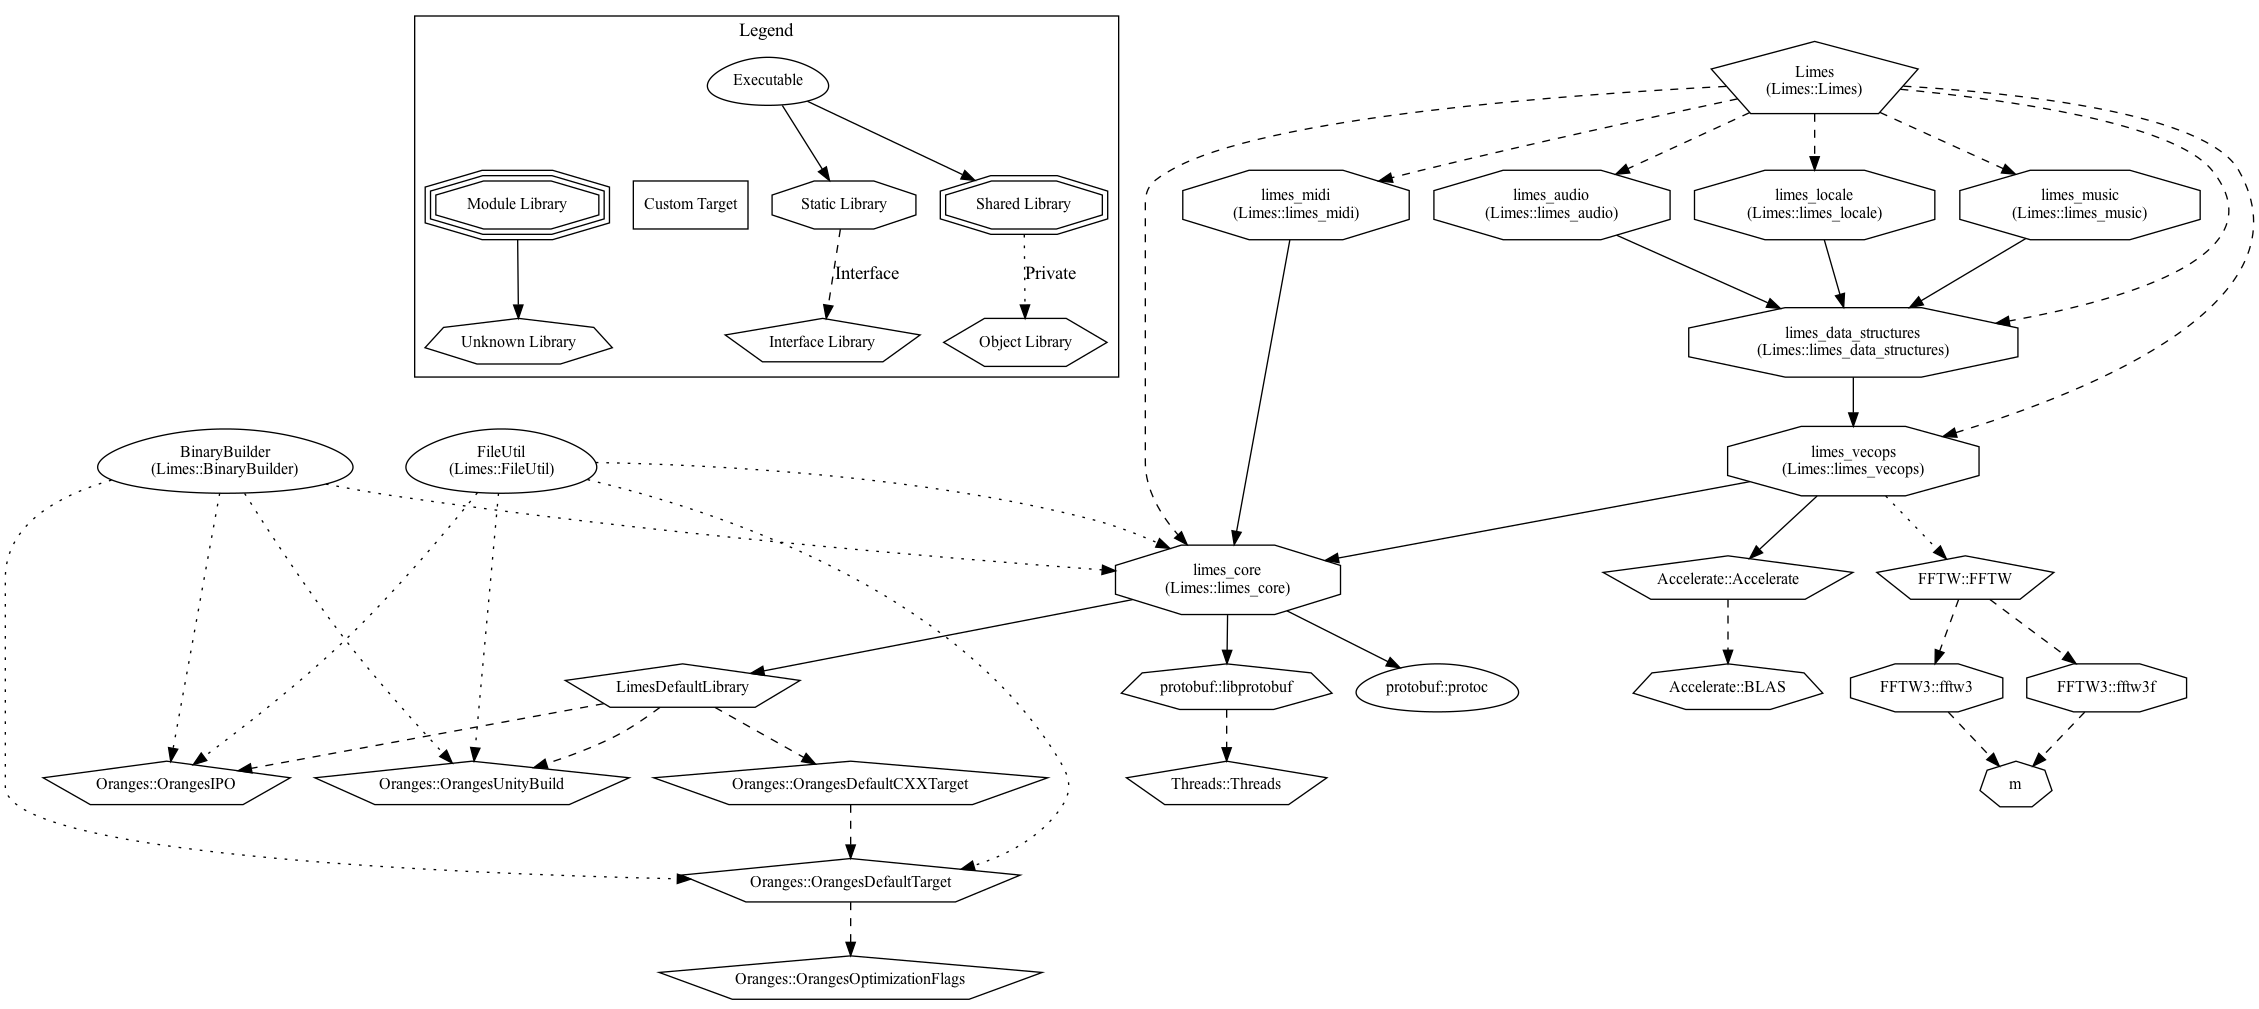 Legend
Executable
Module Library
Custom Target
Static Library
Shared Library
Interface
Private
Unknown Library
Interface Library
Object Library
Limes
(Limes::Limes)
limes_midi
(Limes::limes_midi)
limes_audio
(Limes::limes_audio)
limes_locale
(Limes::limes_locale)
limes_music
(Limes::limes_music)
limes_data_structures
(Limes::limes_data_structures)
BinaryBuilder
(Limes::BinaryBuilder)
FileUtil
(Limes::FileUtil)
limes_vecops
(Limes::limes_vecops)
limes_core
(Limes::limes_core)
Accelerate::Accelerate
FFTW::FFTW
LimesDefaultLibrary
protobuf::libprotobuf
protobuf::protoc
Accelerate::BLAS
FFTW3::fftw3
FFTW3::fftw3f
Oranges::OrangesIPO
Oranges::OrangesUnityBuild
Oranges::OrangesDefaultCXXTarget
Threads::Threads
m
Oranges::OrangesDefaultTarget
Oranges::OrangesOptimizationFlags